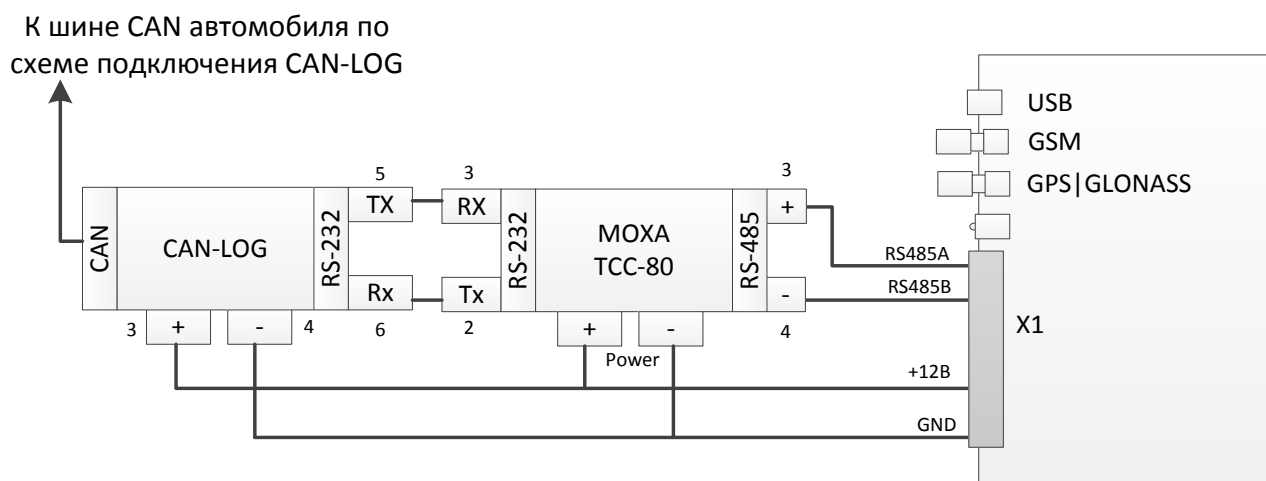 К шине CAN автомобиля по
схеме подключения CAN-LOG
USB
GSM
GPS|GLONASS
5
3
3
TX
RX
+
CAN
CAN-LOG
RS-232
RS-232
MOXA
TCC-80
RS-485
RS485A
RS485B
Rx
Tx
-
3
+
-
4
6
2
+
-
4
X1
Power
+12В
GND